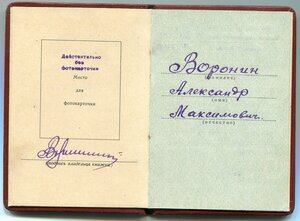 Действительно
без
фотокарточки
Место
для
фотокарточки
(подпись владельца книжки)
Воронин
(фамилия)
Александр
(имя)
Максимович
(отчество)